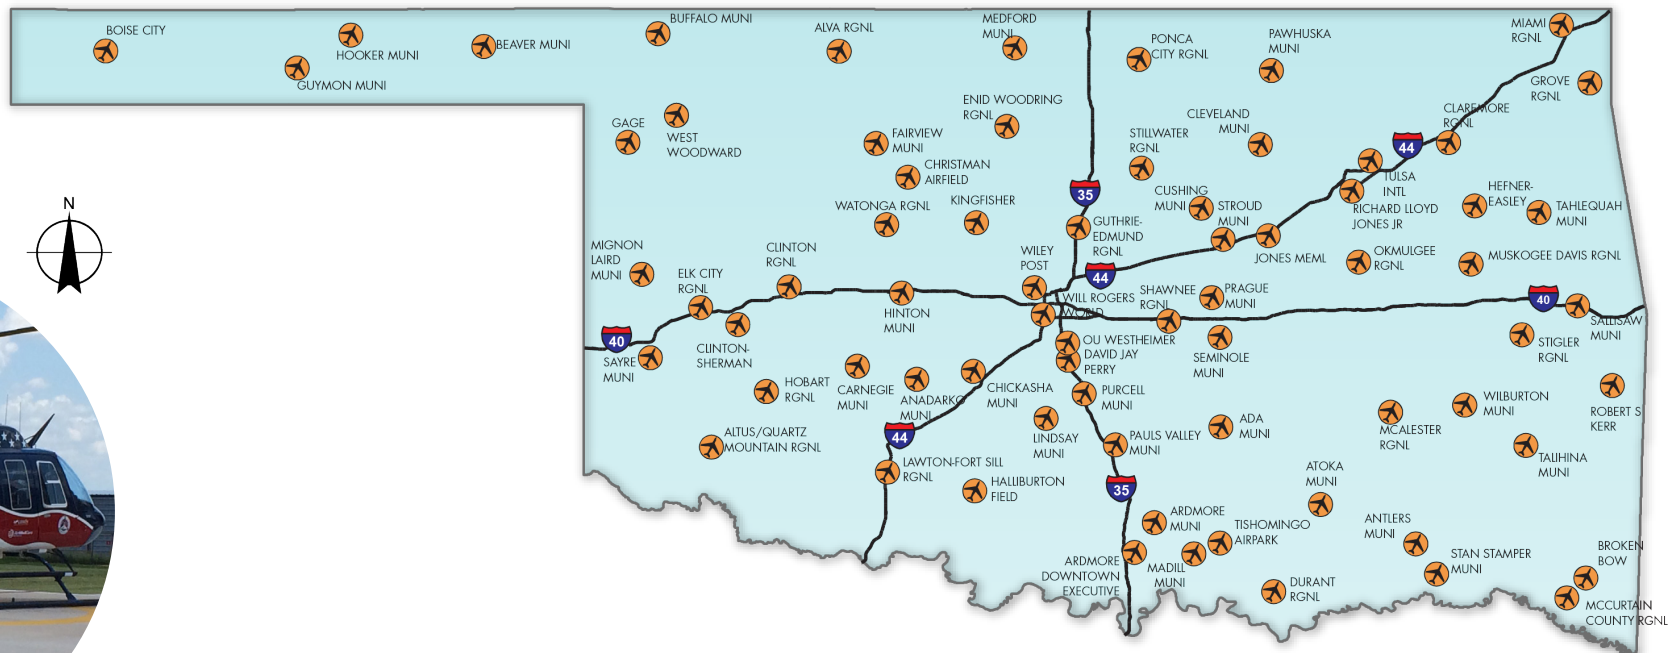 BOISE CITY
HOOKER MUNI
GUYMON MUNI
BEAVER MUNI
BUFFALO MUNI
ALVA RGNL
MEDFORD
MUNI
PONCA
CITY RGNL
PAWHUSKA
MUNI
MIAMI
RGNL
GROVE
RGNL
GAGE
WEST
WOODWARD
FAIRVIEW
MUNI
CHRISTMAN
AIRFIELD
ENID WOODRING
RGNL
STILLWATER
RGNL
CLEVELAND
MUNI
CLAREMORE
RGNL
44
TULSA
INTL
RICHARD LLOYD
JONES JR
HEFNER-
EASLEY
TAHLEQUAH
MUNI
N
WATONGA RGNL
KINGFISHER
35
GUTHRIE-
EDMUND
RGNL
CUSHING
MUNI
STROUD
MUNI
JONES MEML
OKMULGEE
RGNL
MUSKOGEE DAVIS RGNL
MIGNON
LAIRD
MUNI
ELK CITY
RGNL
CLINTON
RGNL
HINTON
MUNI
WILEY
POST
44
WILL ROGERS
WORLD
SHAWNEE
RGNL
PRAGUE
MUNI
40
SALLISAW
MUNI
40
SAYRE
MUNI
CLINTON-
SHERMAN
OU WESTHEIMER
DAVID JAY
PERRY
SEMINOLE
MUNI
STIGLER
RGNL
HOBART
RGNL
CARNEGIE
MUNI
ANADARKO
MUNI
CHICKASHA
MUNI
PURCELL
MUNI
WILBURTON
MUNI
ROBERT S
KERR
ALTUS/QUARTZ
MOUNTAIN RGNL
44
LINDSAY
MUNI
PAULS VALLEY
MUNI
ADA
MUNI
MCALESTER
RGNL
TALIHINA
MUNI
LAWTON-FORT SILL
RGNL
HALLIBURTON
FIELD
35
ATOKA
MUNI
ARDMORE
MUNI
TISHOMINGO
AIRPARK
ANTLERS
MUNI
STAN STAMPER
MUNI
BROKEN
BOW
ARDMORE
DOWNTOWN
EXECUTIVE
MADILL
MUNI
DURANT
RGNL
MCCURTAIN
COUNTY RGNL